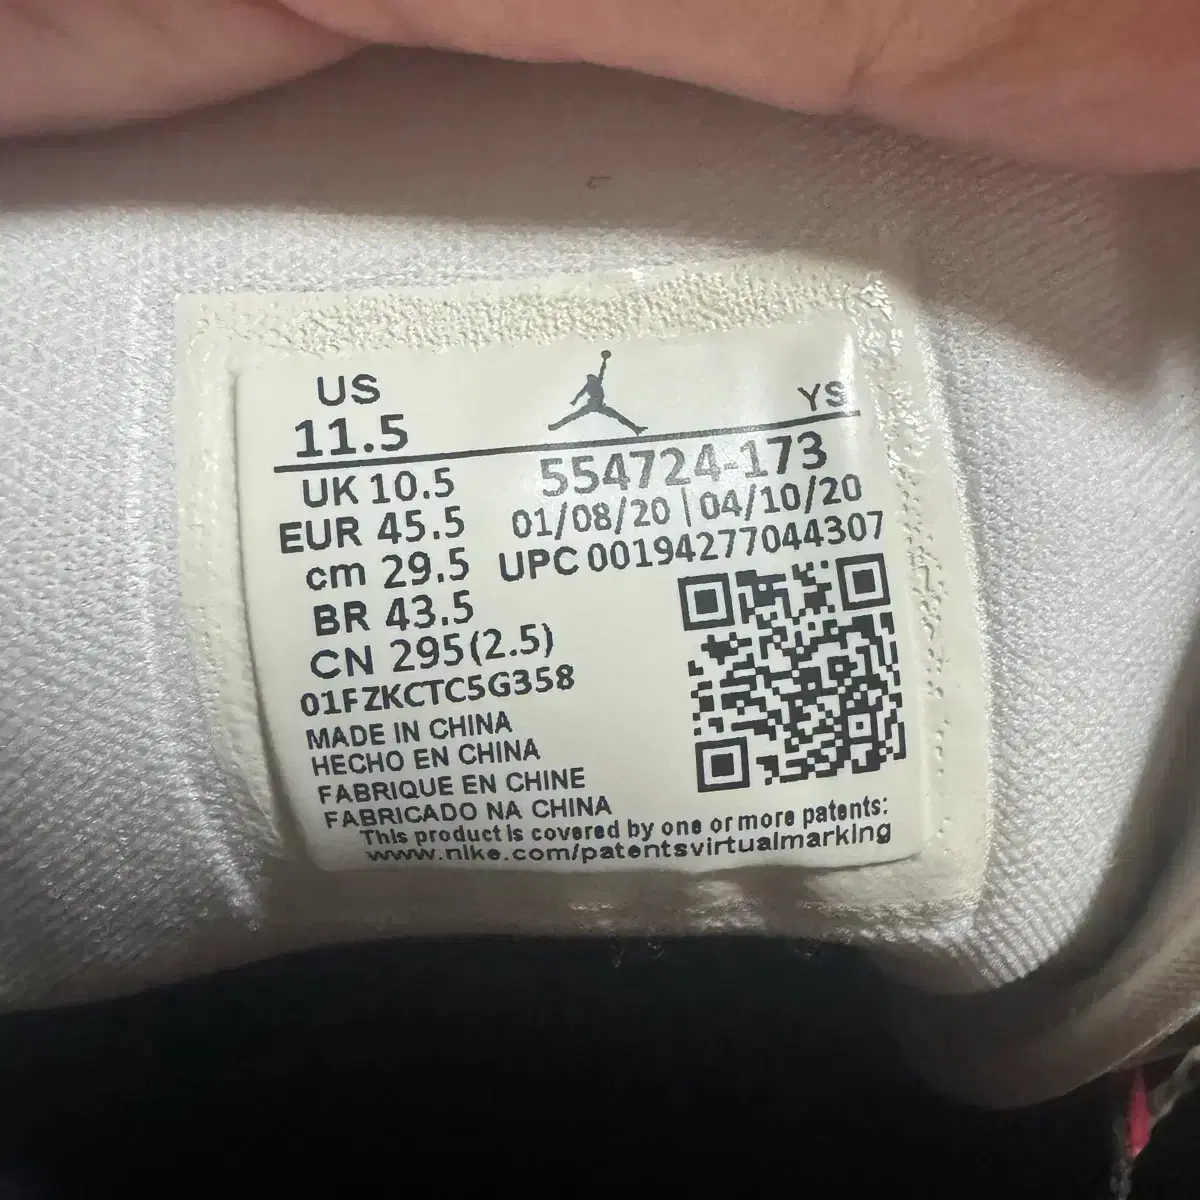 US YS
11.5
UK 10.5 554724-173
EUR 45.5 01/08/20 | 04/10/20
cm 29.5 UPC 00194277044307
BR 43.5
CN 295(2.5)
01FZKCTC5G358
MADE IN CHINA
HECHO EN CHINA
FABRIQUE EN CHINE
FABRICADO NA CHINA
This product is covered by one or more patents:
www.nike.com/patentsvirtualmarking